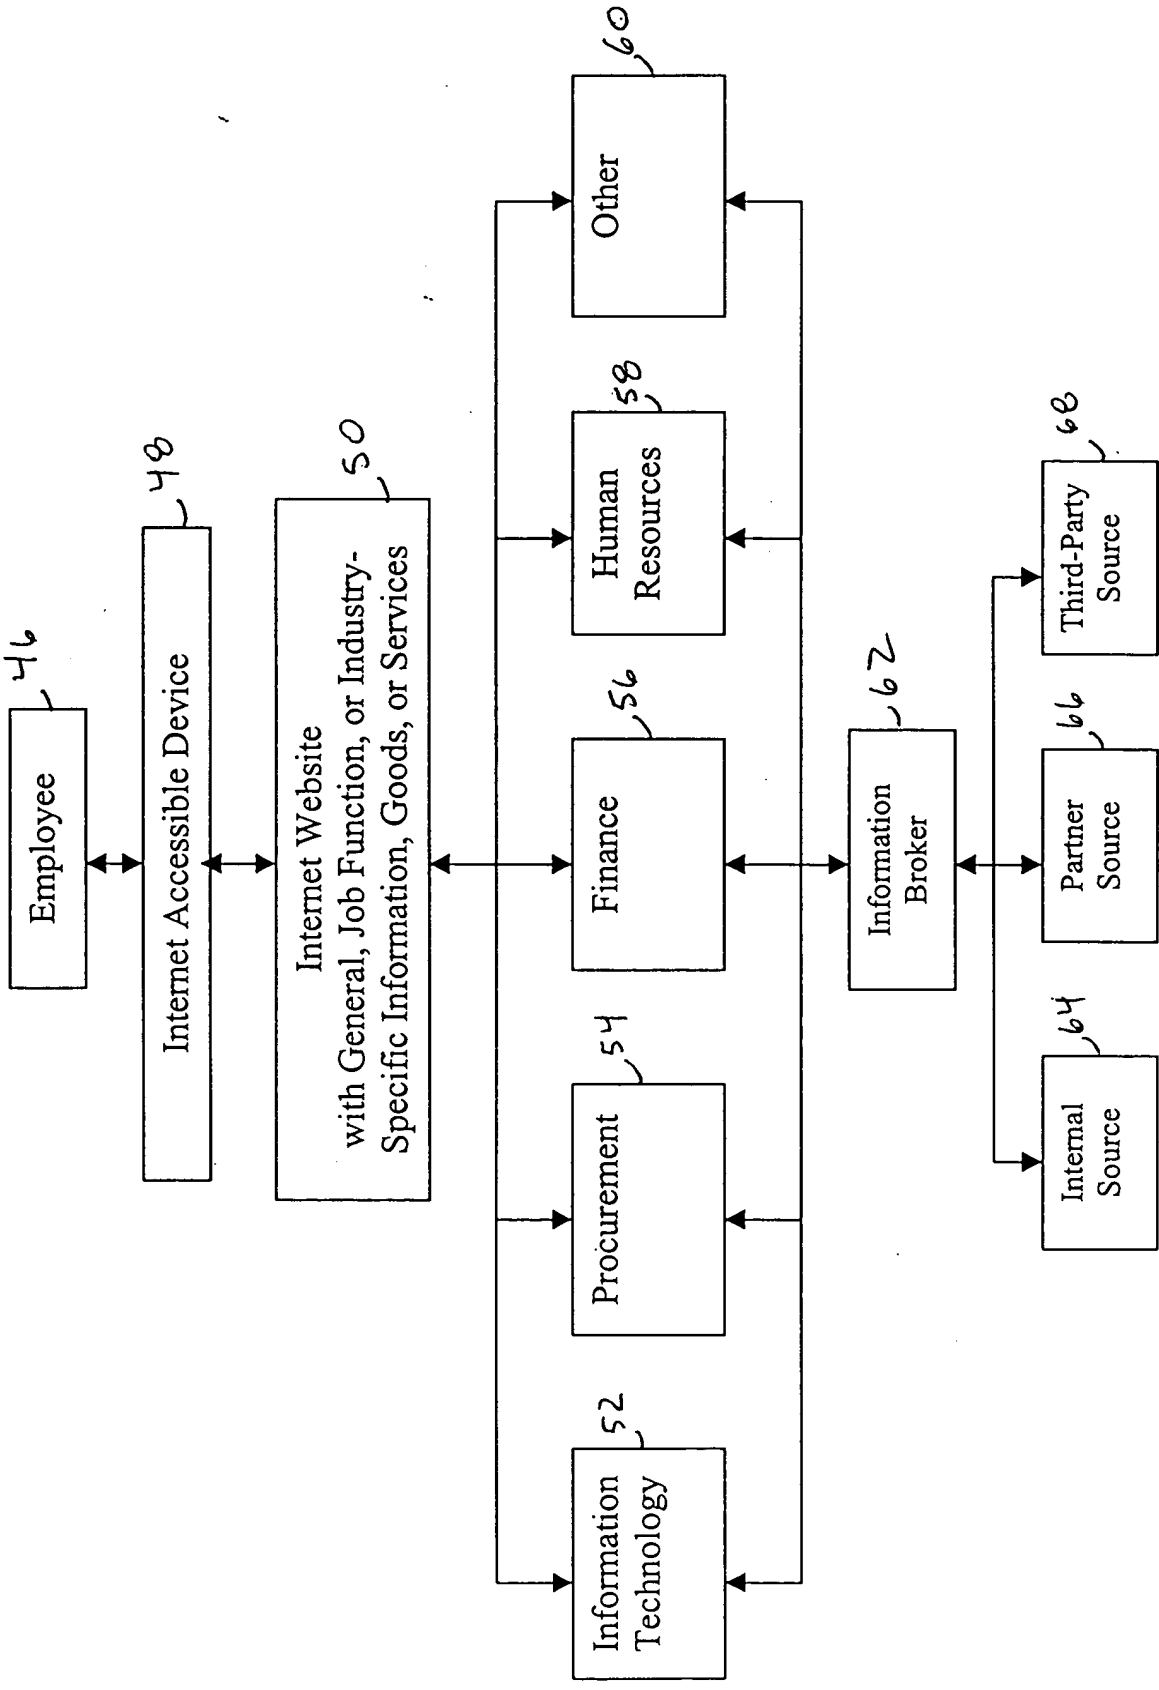 46
Employee
48
Internet Accessible Device
50
Internet Website
with General, Job Function, or Industry-
Specific Information, Goods, or Services
52
Information
Technology
54
Procurement
56
Finance
58
Human
Resources
60
Other
62
Information
Broker
64
Internal
Source
66
Partner
Source
68
Third-Party
Source